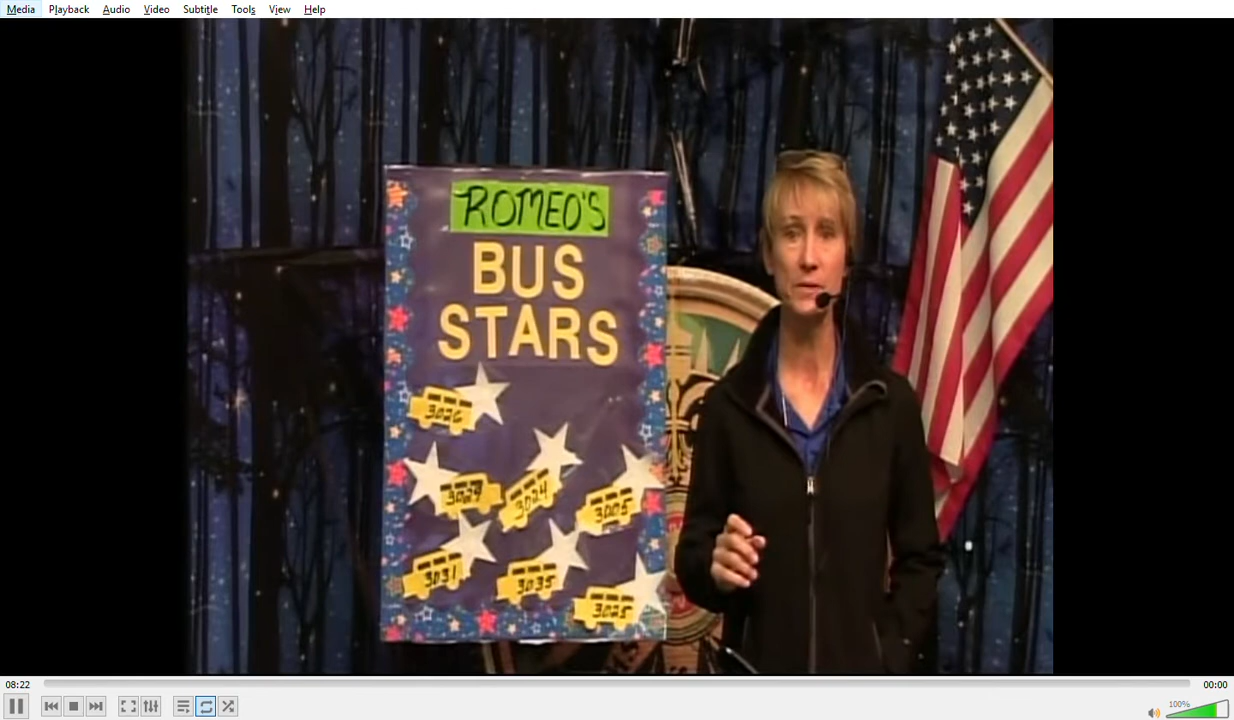 Media Playback Audio Video Subtitle Tools View Help
ROMEO'S
BUS
STARS
3026
3029
3024
3005
3031
3035
3025
08:22
00:00
100%